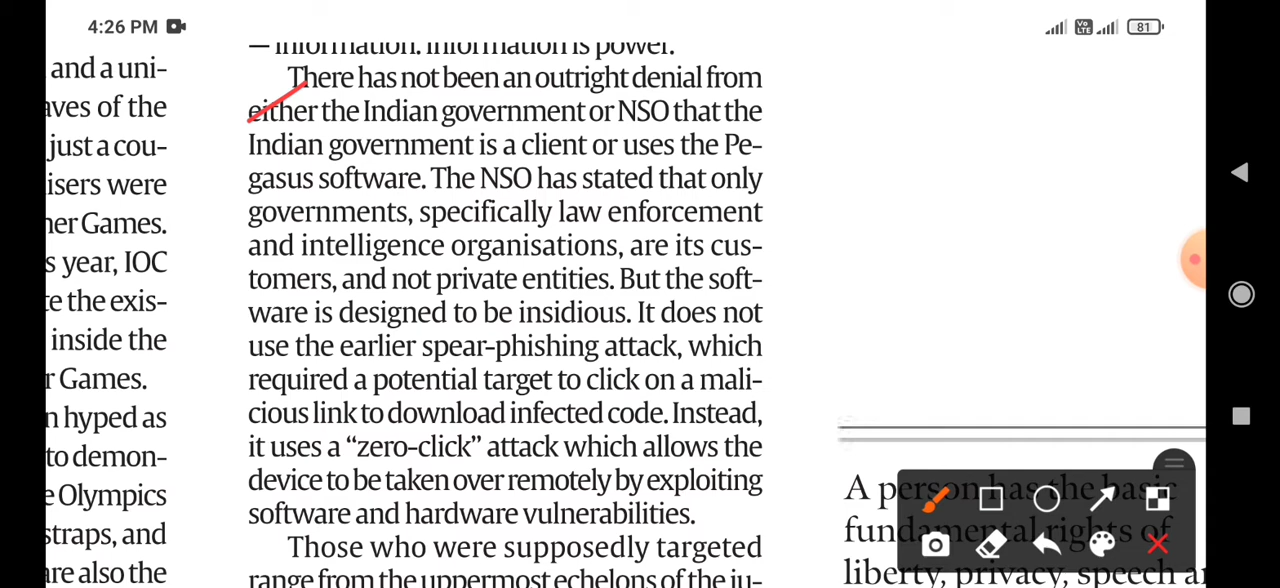 4:26 PM
Vo LTE
81
and a uni-
aves of the
just a cou-
isers were
ner Games.
s year, IOC
te the exis-
inside the
r Games.
n hyped as
to demon-
e Olympics
straps, and
are also the
— information. Information is power.
There has not been an outright denial from
either the Indian government or NSO that the
Indian government is a client or uses the Pe-
gasus software. The NSO has stated that only
governments, specifically law enforcement
and intelligence organisations, are its cus-
tomers, and not private entities. But the soft-
ware is designed to be insidious. It does not
use the earlier spear-phishing attack, which
required a potential target to click on a mali-
cious link to download infected code. Instead,
it uses a “zero-click” attack which allows the
device to be taken over remotely by exploiting
software and hardware vulnerabilities.
Those who were supposedly targeted
range from the uppermost echelons of the ju-
A person has the basic
fundamental rights of
liberty, privacy, speech a